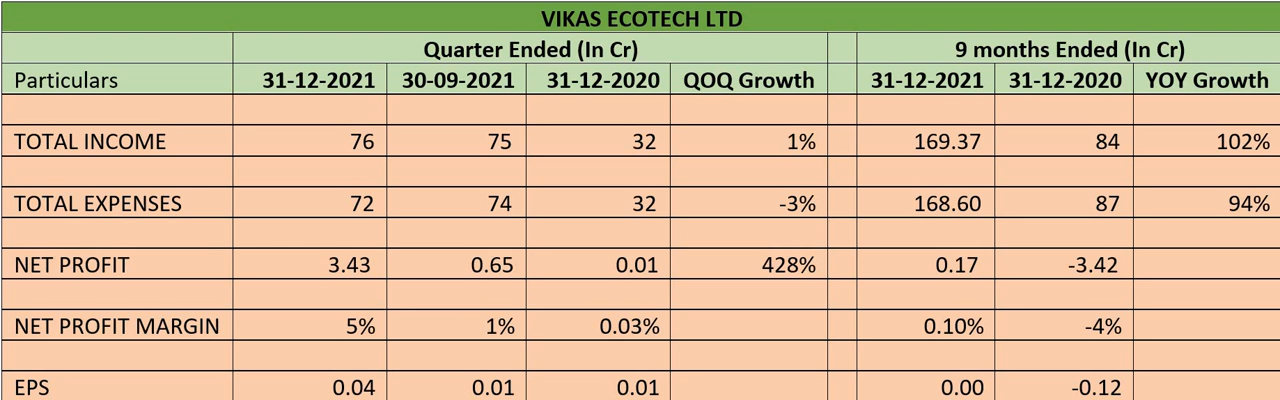 VIKAS ECOTECH LTD
Quarter Ended (In Cr) 9 months Ended (In Cr)
Particulars 31-12-2021 30-09-2021 31-12-2020 QOQ Growth 31-12-2021 31-12-2020 YOY Growth
TOTAL INCOME 76 75 32 1% 169.37 84 102%
TOTAL EXPENSES 72 74 32 -3% 168.60 87 94%
NET PROFIT 3.43 0.65 0.01 428% 0.17 -3.42
NET PROFIT MARGIN 5% 1% 0.03% 0.10% -4%
EPS 0.04 0.01 0.01 0.00 -0.12